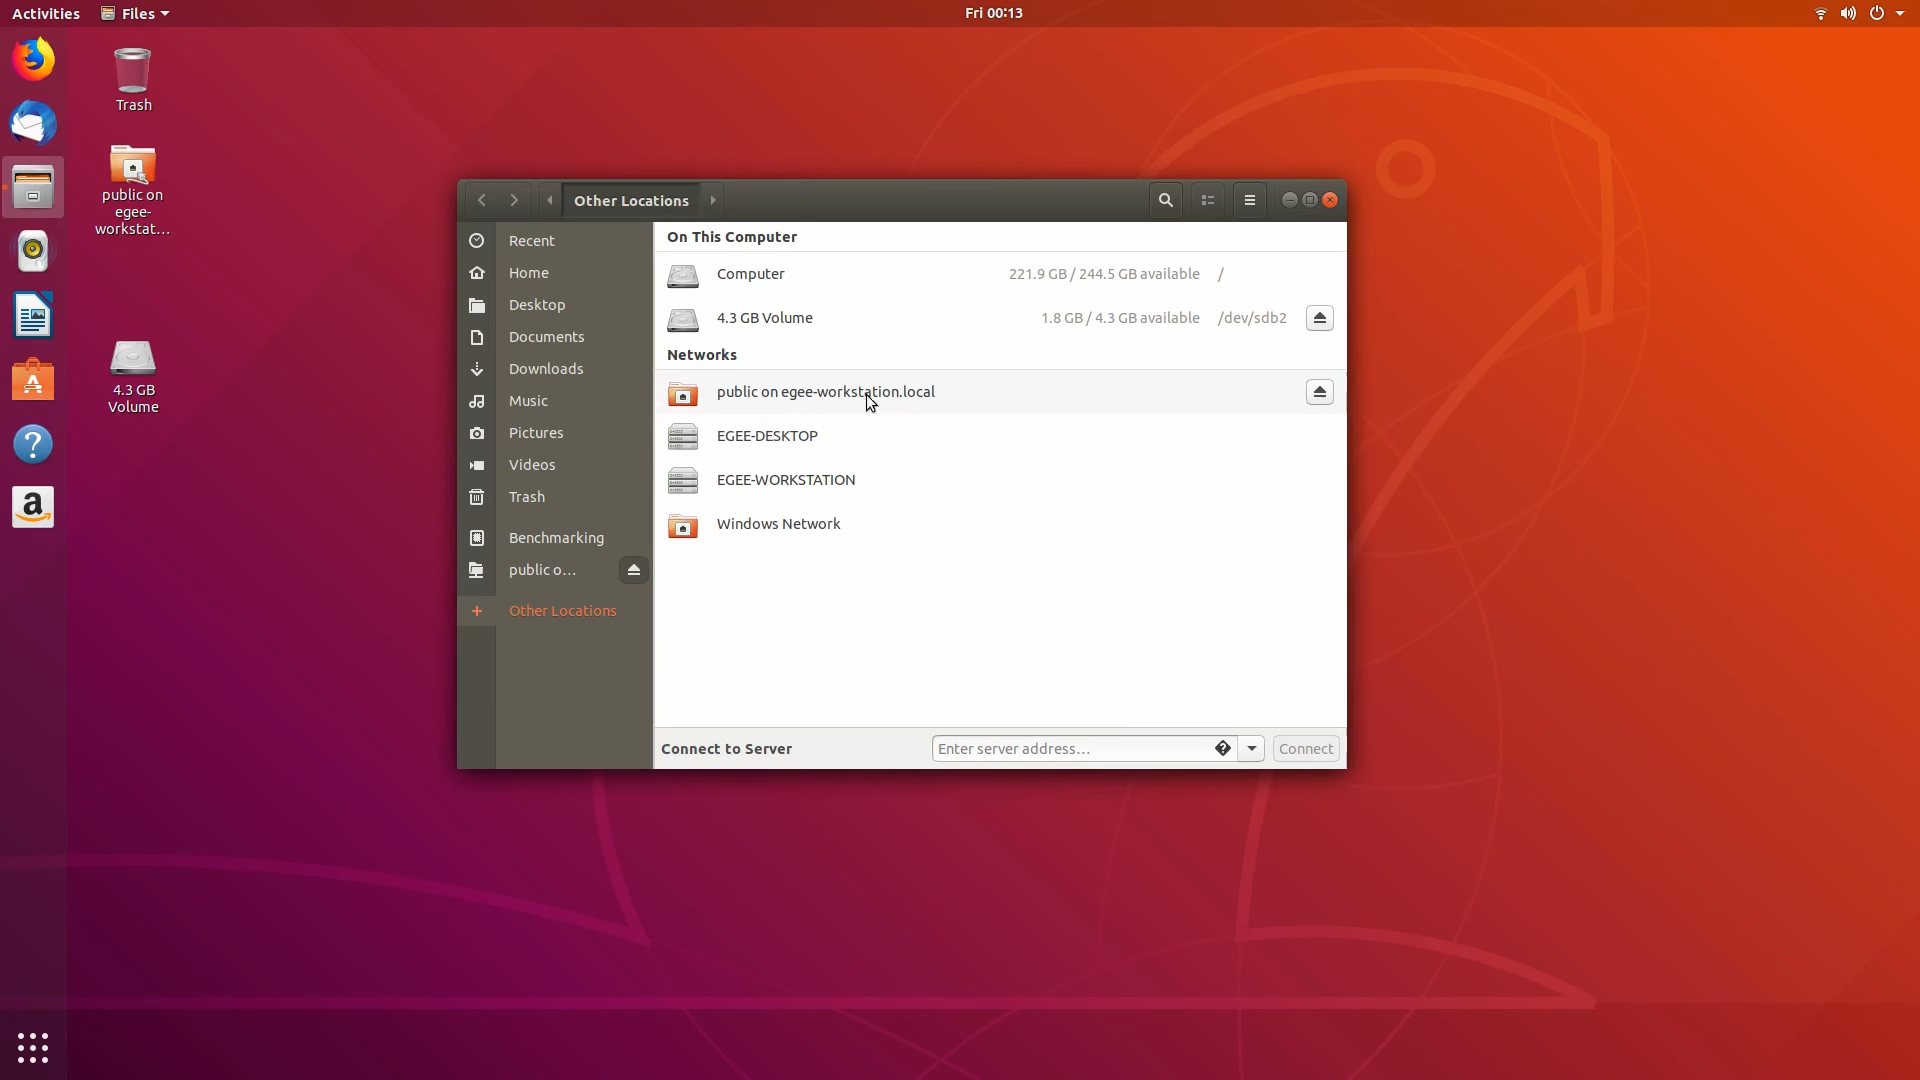 Activities Files Fri 00:13
Trash
public on
egee-
workstat...
4.3 GB
Volume
Other Locations
Recent
Home
Desktop
Documents
Downloads
Music
Pictures
Videos
Trash
Benchmarking
public o...
Other Locations
On This Computer
Computer 221.9 GB / 244.5 GB available /
4.3 GB Volume 1.8 GB / 4.3 GB available /dev/sdb2
Networks
public on egee-workstation.local
EGEE-DESKTOP
EGEE-WORKSTATION
Windows Network
Connect to Server Enter server address... Connect